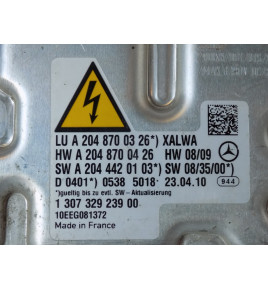 LU A 204 870 03 26*) XALWA
HW A 204 870 04 26 HW 08/09
SW A 204 442 01 03*) SW 08/35/00*)
D 0401*) 0538 5018 23.04.10 944
*)gueltig bis zu evtl. SW - Aktualisierung
1 307 329 239 00
10EEG081372
Made in France